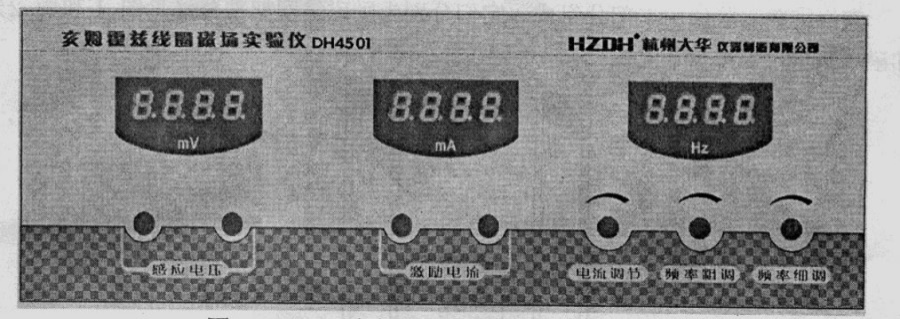 亥姆霍兹线圈磁场实验仪 DH4501
HZDH 杭州大华 仪器制造有限公司
8.8.8.8
mV
8.8.8.8
mA
8.8.8.8
Hz
感应电压
激励电流
电流调节
频率粗调
频率细调